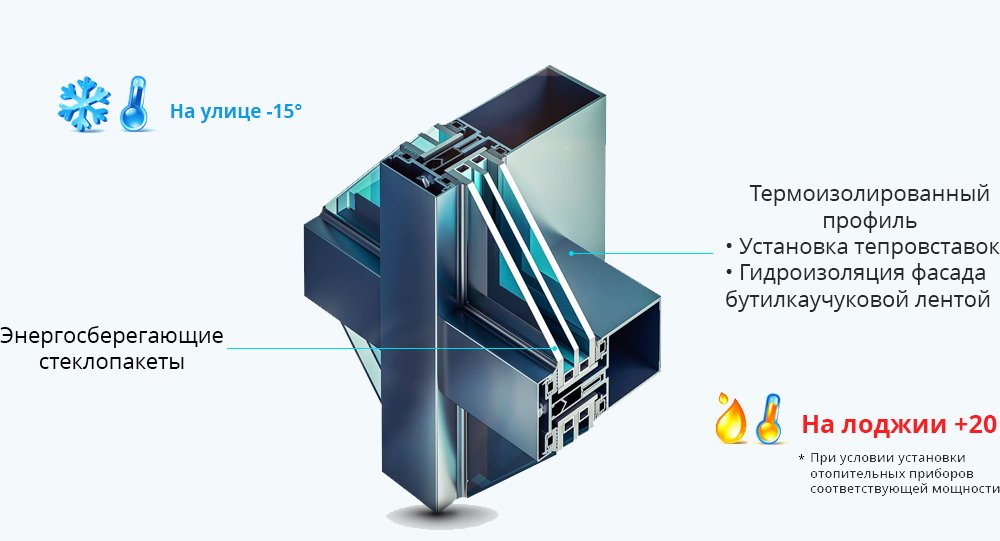 На улице -15°
Термоизолированный
профиль
• Установка тепровставок
• Гидроизоляция фасада
бутилкаучуковой лентой
Энергосберегающие
стеклопакеты
На лоджии +20
* При условии установки
отопительных приборов
соответствующей мощности